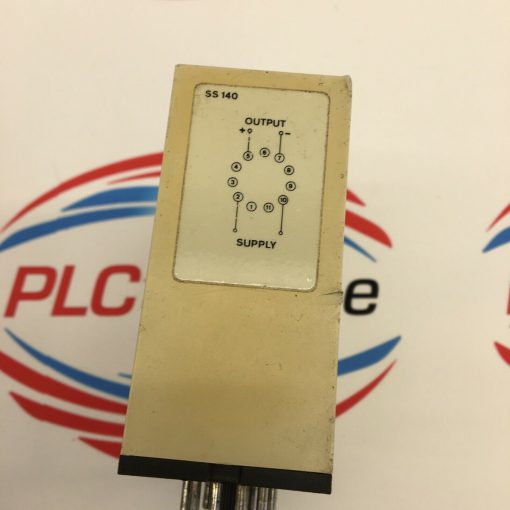 SS 140
OUTPUT
+ -
5 6 7
4 8
3 9
2 10
1 11
SUPPLY
PLC e